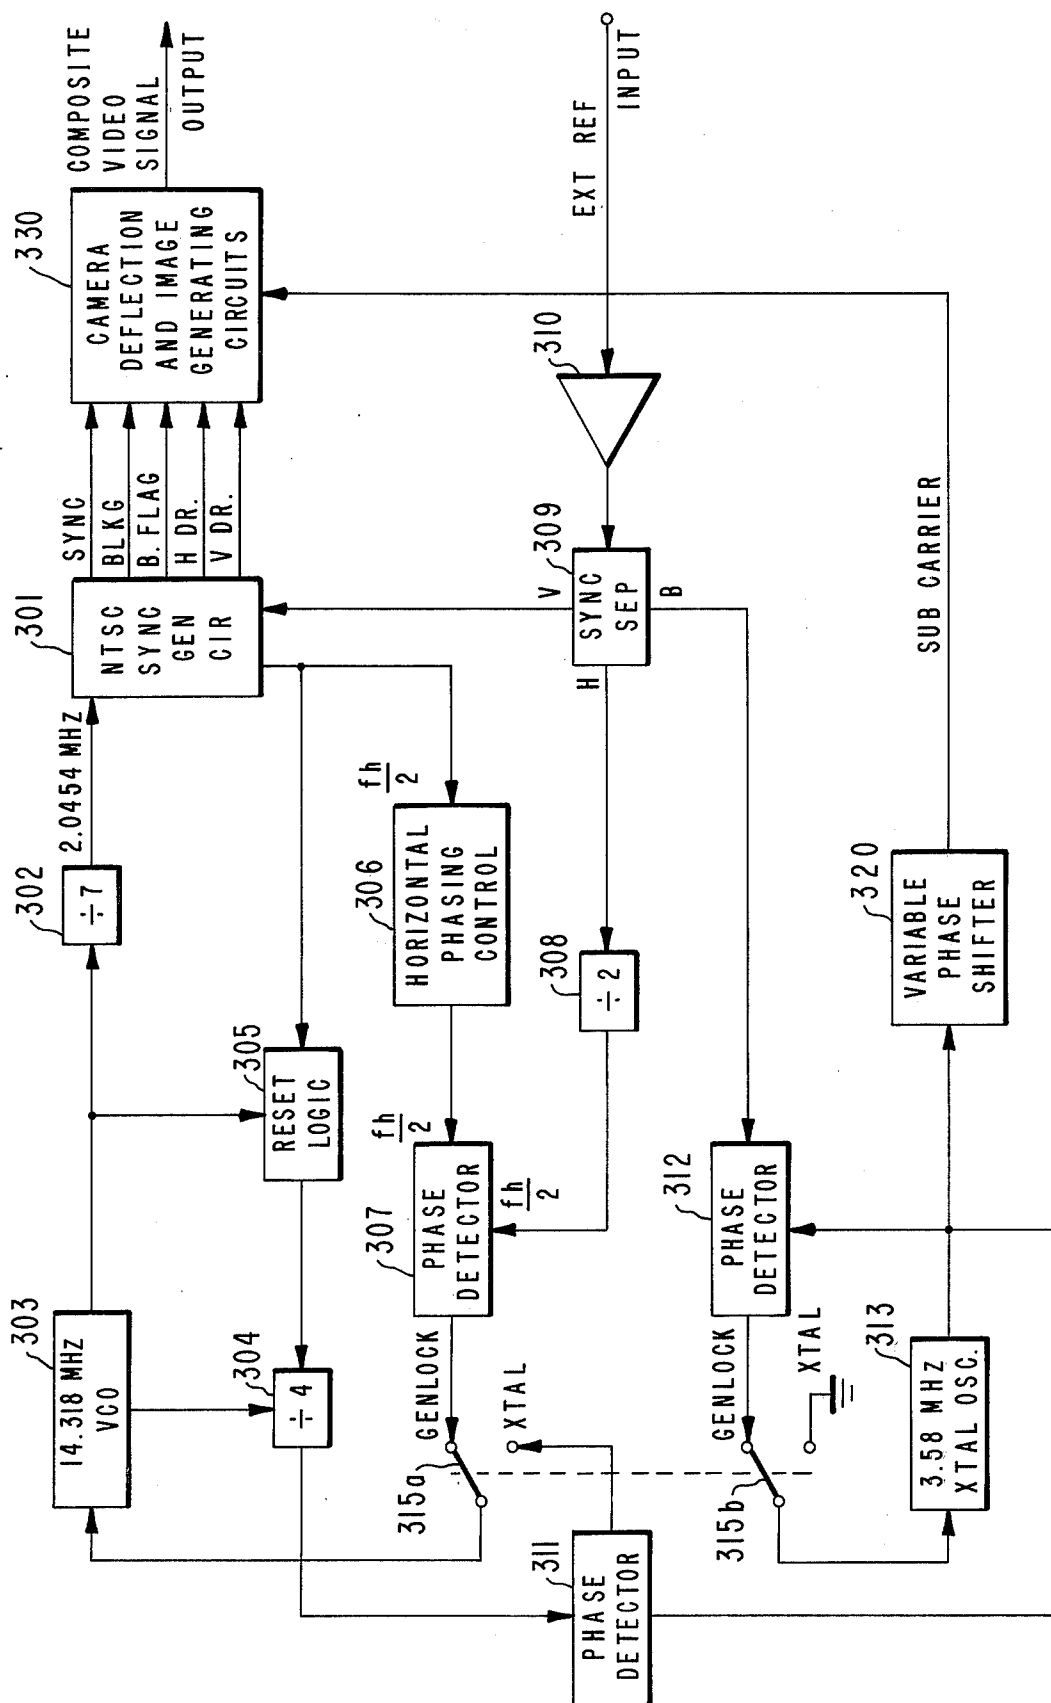 303
14.318 MHZ
VCO
302
÷7
2.0454 MHZ
301
NTSC
SYNC
GEN
CIR
SYNC
BLKG
B.FLAG
H DR.
V DR.
330
CAMERA
DEFLECTION
AND IMAGE
GENERATING
CIRCUITS
COMPOSITE
VIDEO
SIGNAL
OUTPUT
304
÷4
305
RESET
LOGIC
fh
2
306
HORIZONTAL
PHASING
CONTROL
fh
2
307
PHASE
DETECTOR
fh
2
GENLOCK
315a
XTAL
308
÷2
H
V
309
SYNC
SEP
B
310
EXT REF
INPUT
311
PHASE
DETECTOR
312
PHASE
DETECTOR
GENLOCK
315b
XTAL
313
3.58 MHZ
XTAL OSC.
320
VARIABLE
PHASE
SHIFTER
SUB CARRIER